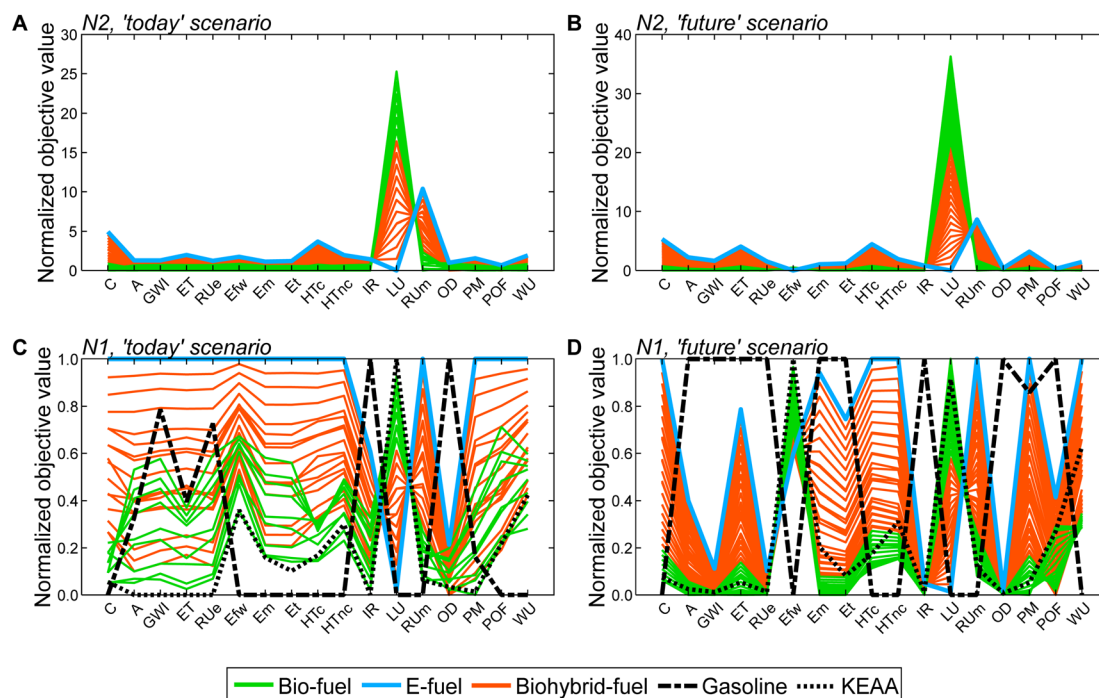 A N2, 'today' scenario
Normalized objective value
30
25
20
15
10
5
0
C A GWI ET RUe Efw Em Et HTc HTnc IR LU RUm OD PM POF WU
B N2, 'future' scenario
Normalized objective value
40
30
20
10
0
C A GWI ET RUe Efw Em Et HTc HTnc IR LU RUm OD PM POF WU
C N1, 'today' scenario
Normalized objective value
1.0
0.8
0.6
0.4
0.2
0.0
C A GWI ET RUe Efw Em Et HTc HTnc IR LU RUm OD PM POF WU
D N1, 'future' scenario
Normalized objective value
1.0
0.8
0.6
0.4
0.2
0.0
C A GWI ET RUe Efw Em Et HTc HTnc IR LU RUm OD PM POF WU
Bio-fuel E-fuel Biohybrid-fuel Gasoline KEAA